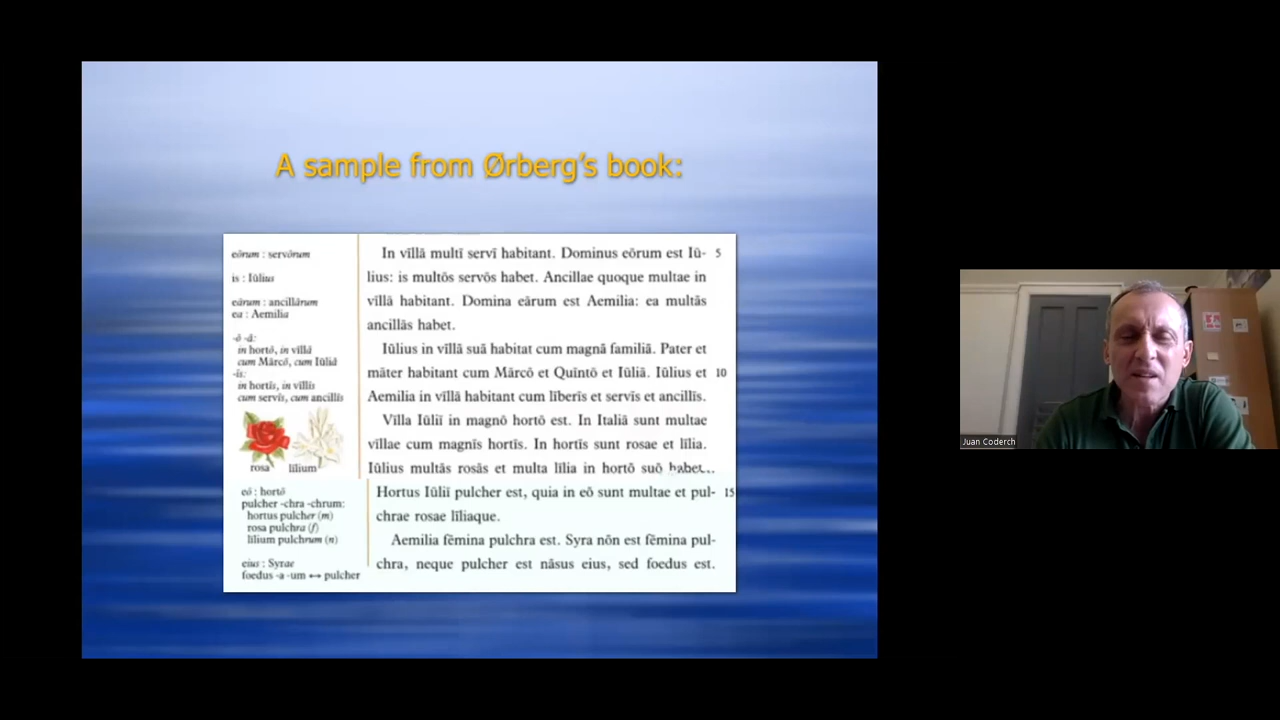 A sample from Ørberg's book:
eōrum : servōrum
is : Iūlius
eārum : ancillārum
ea : Aemilia
-ō -ā:
in hortō, in vīllā
cum Mārcō, cum Iūliā
-īs:
in hortīs, in vīllīs
cum servīs, cum ancillīs
rosa līlium
eō : hortō
pulcher -chra -chrum:
hortus pulcher (m)
rosa pulchra (f)
līlium pulchrum (n)
eius : Syrae
foedus -a -um ↔ pulcher
In vīllā multī servī habitant. Dominus eōrum est Iū- 5
lius: is multōs servōs habet. Ancillae quoque multae in
vīllā habitant. Domina eārum est Aemilia: ea multās
ancillās habet.
Iūlius in vīllā suā habitat cum magnā familiā. Pater et
māter habitant cum Mārcō et Quīntō et Iūliā. Iūlius et 10
Aemilia in vīllā habitant cum līberīs et servīs et ancillīs.
Vīlla Iūliī in magnō hortō est. In Italiā sunt multae
vīllae cum magnīs hortīs. In hortīs sunt rosae et līlia.
Iūlius multās rosās et multa līlia in hortō suō habet..
Hortus Iūliī pulcher est, quia in eō sunt multae et pul- 15
chrae rosae līliaque.
Aemilia fēmina pulchra est. Syra nōn est fēmina pul-
chra, neque pulcher est nāsus eius, sed foedus est.
Juan Coderch